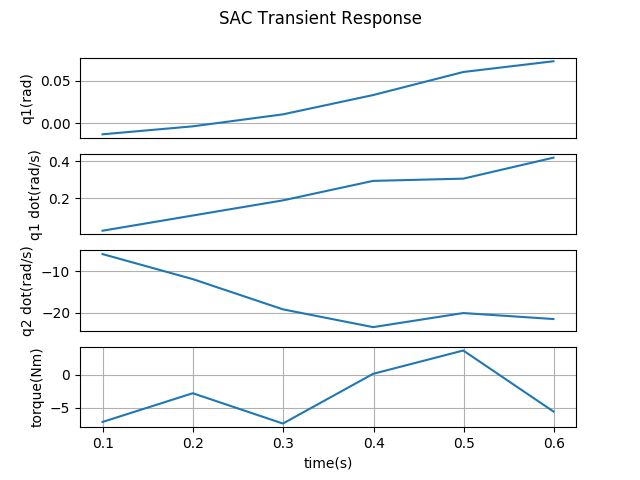 SAC Transient Response
q1(rad)
0.05
0.00
q1 dot(rad/s)
0.4
0.2
q2 dot(rad/s)
−10
−20
torque(Nm)
0
−5
0.1 0.2 0.3 0.4 0.5 0.6
time(s)